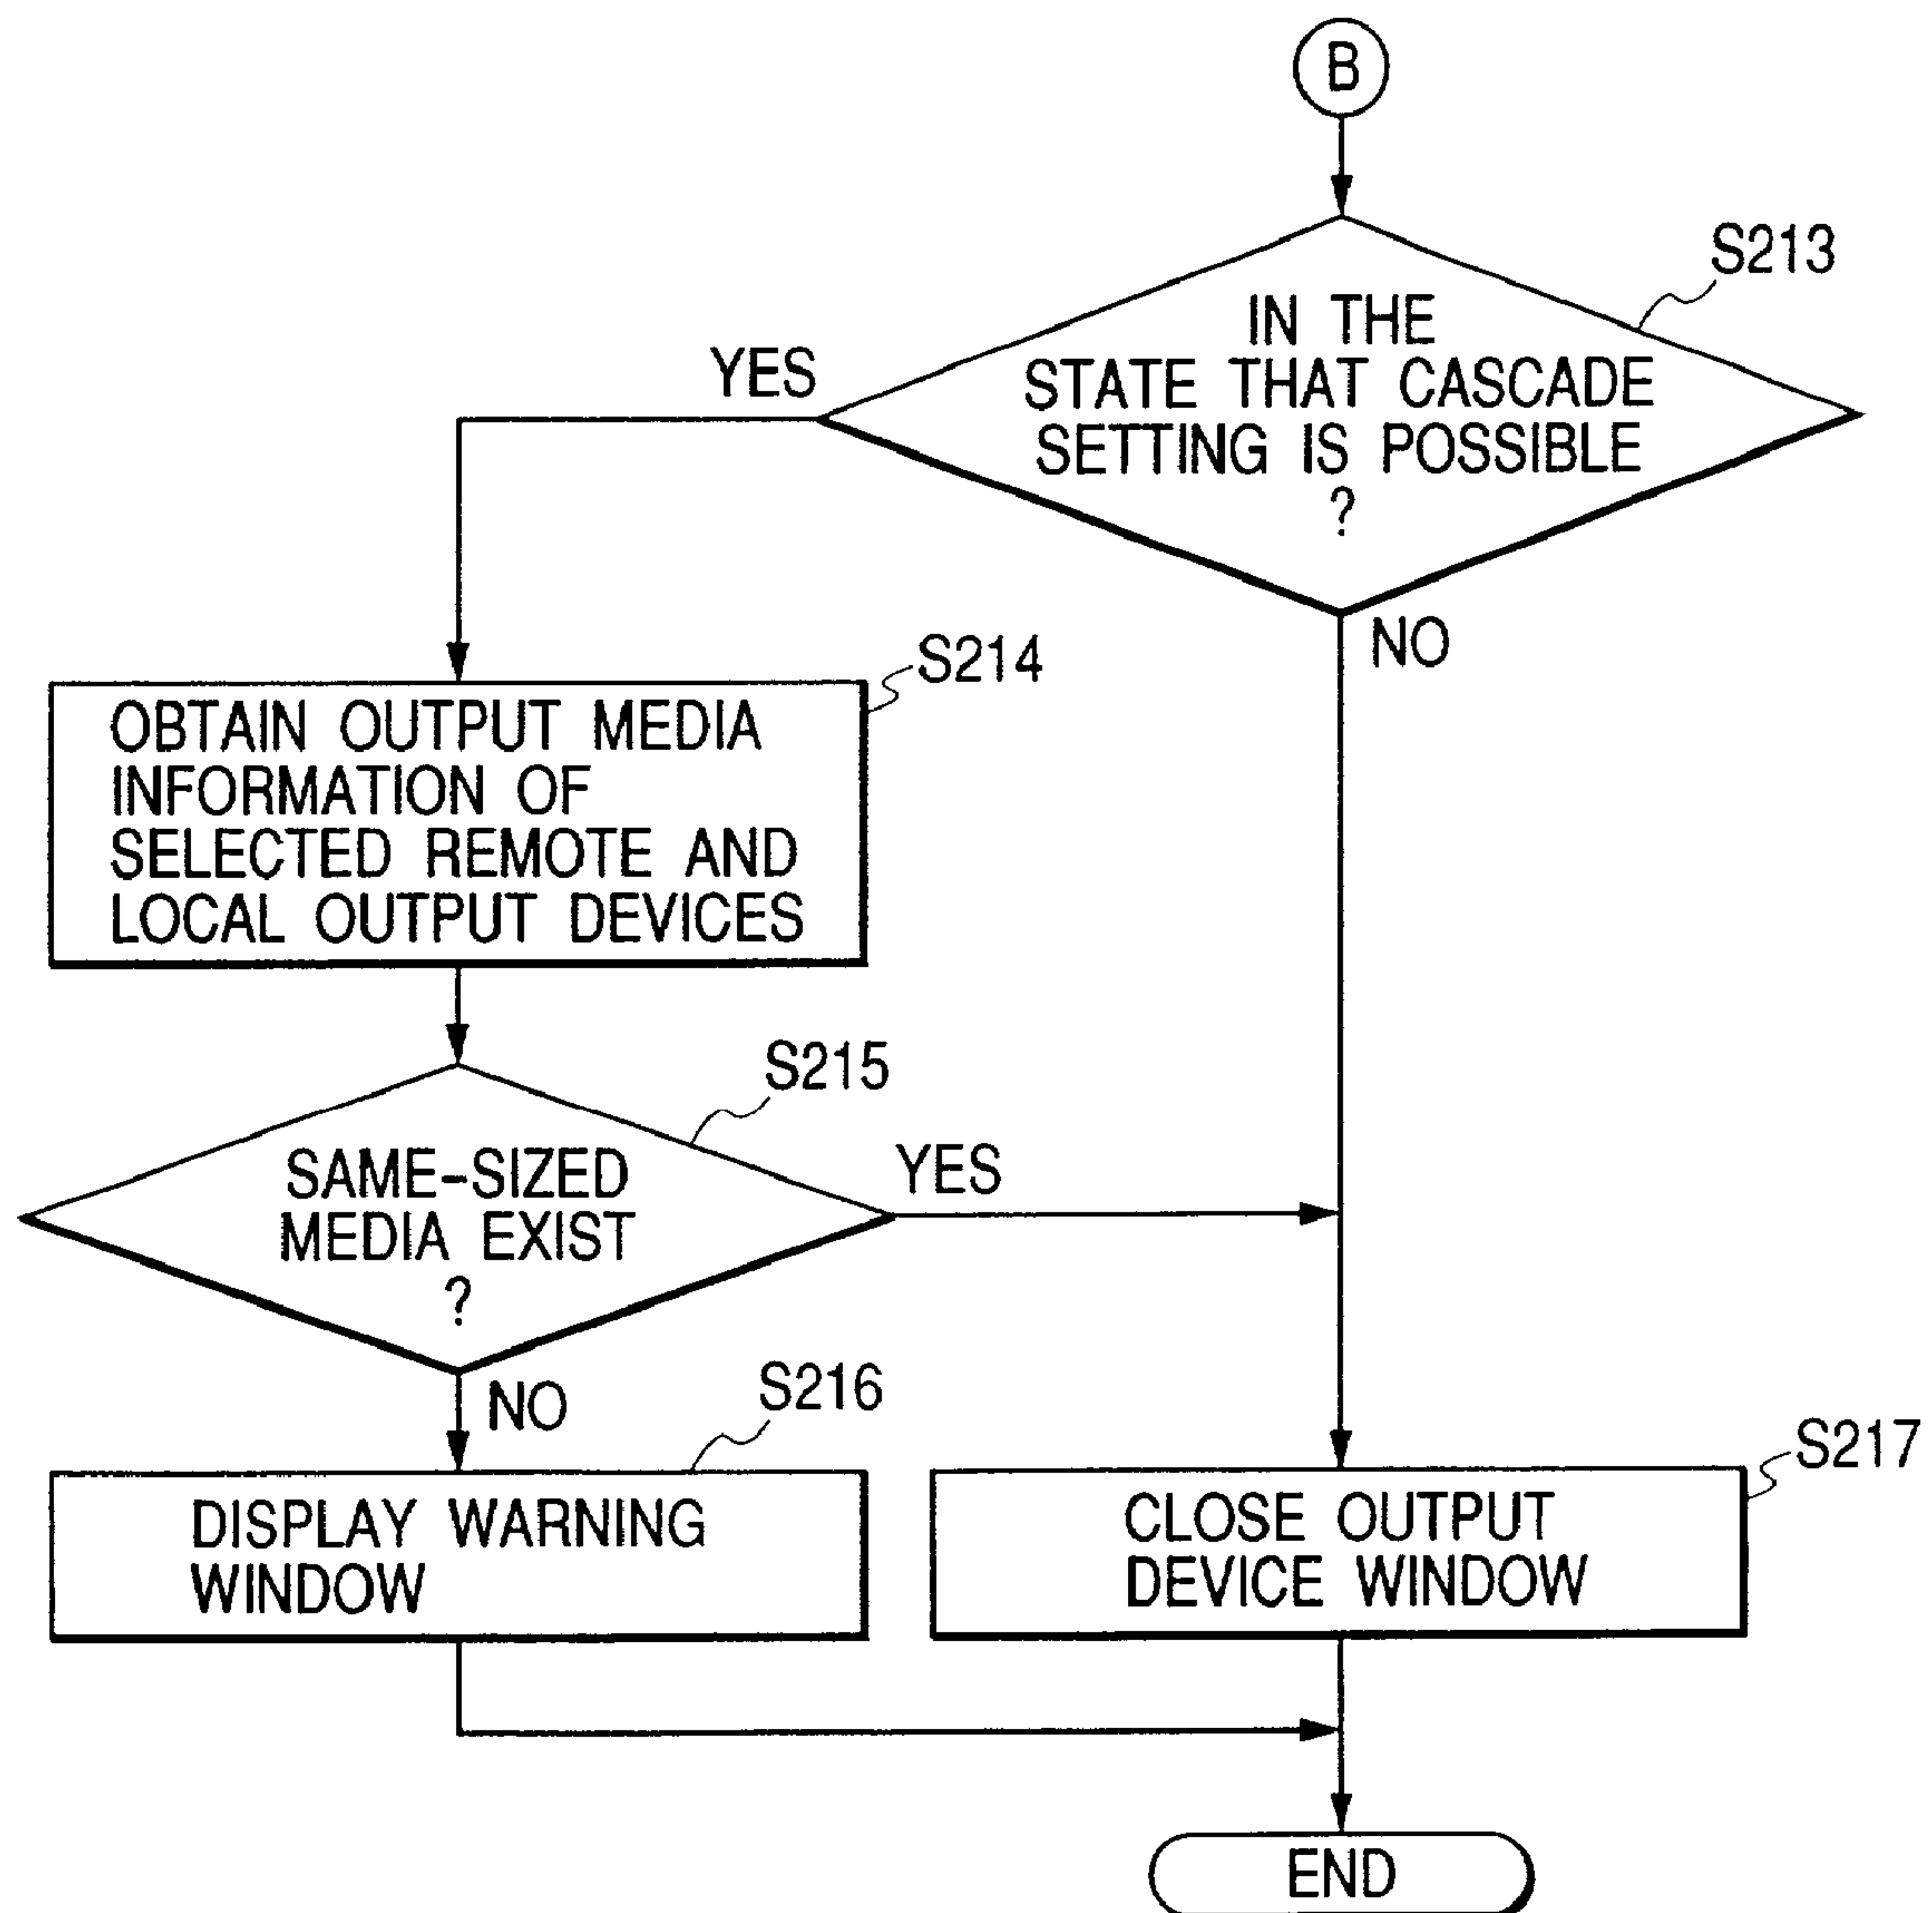 B
S213
IN THE
STATE THAT CASCADE
SETTING IS POSSIBLE
?
YES
NO
S214
OBTAIN OUTPUT MEDIA
INFORMATION OF
SELECTED REMOTE AND
LOCAL OUTPUT DEVICES
S215
SAME-SIZED
MEDIA EXIST
?
YES
NO
S216
DISPLAY WARNING
WINDOW
S217
CLOSE OUTPUT
DEVICE WINDOW
END